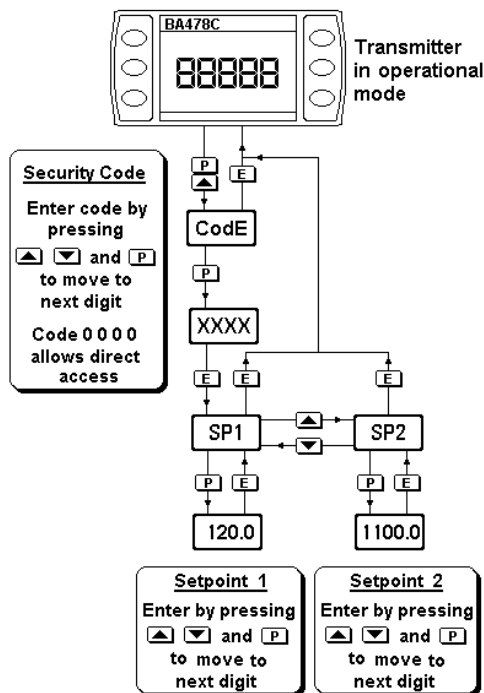 BA478C
88888
Transmitter
in operational
mode
P
E
Security Code
Enter code by
pressing
and P
to move to
next digit
Code 0 0 0 0
allows direct
access
CodE
P
XXXX
E E E
SP1 SP2
P E P E
120.0 1100.0
Setpoint 1
Enter by pressing
and P
to move to
next digit
Setpoint 2
Enter by pressing
and P
to move to
next digit